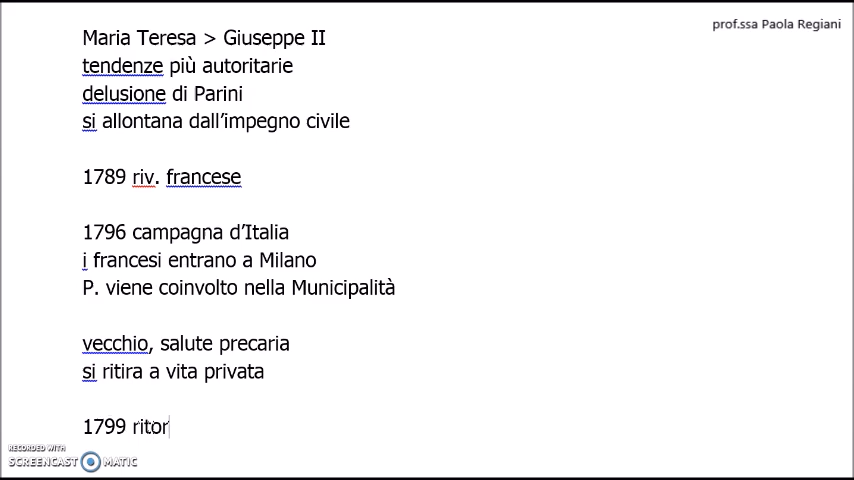 prof.ssa Paola Regiani
Maria Teresa > Giuseppe II
tendenze più autoritarie
delusione di Parini
si allontana dall'impegno civile
1789 riv. francese
1796 campagna d'Italia
i francesi entrano a Milano
P. viene coinvolto nella Municipalità
vecchio, salute precaria
si ritira a vita privata
1799 ritor
RECORDED WITH
SCREENCAST MATIC